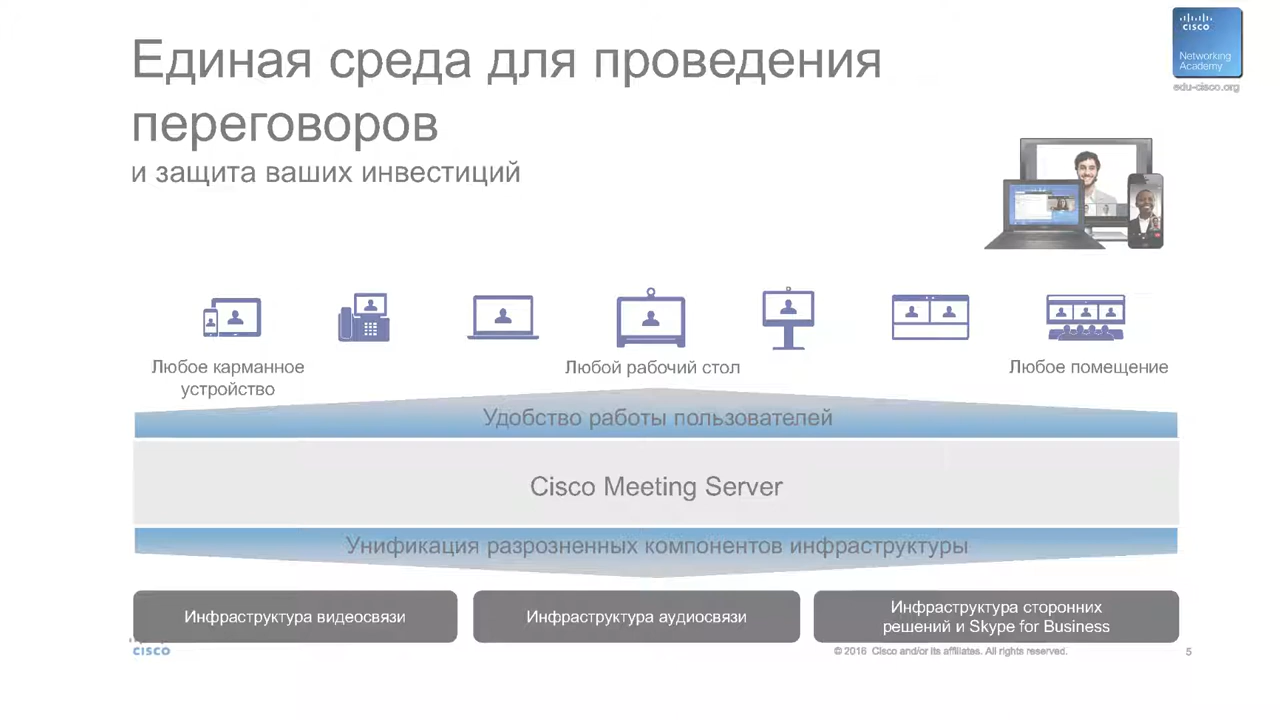 Единая среда для проведения
переговоров
и защита ваших инвестиций
CISCO
Networking
Academy
edu-cisco.org
Любое карманное
устройство
Любой рабочий стол
Любое помещение
Удобство работы пользователей
Cisco Meeting Server
Унификация разрозненных компонентов инфраструктуры
Инфраструктура видеосвязи
Инфраструктура аудиосвязи
Инфраструктура сторонних
решений и Skype for Business
CISCO
© 2016 Cisco and/or its affiliates. All rights reserved.
5